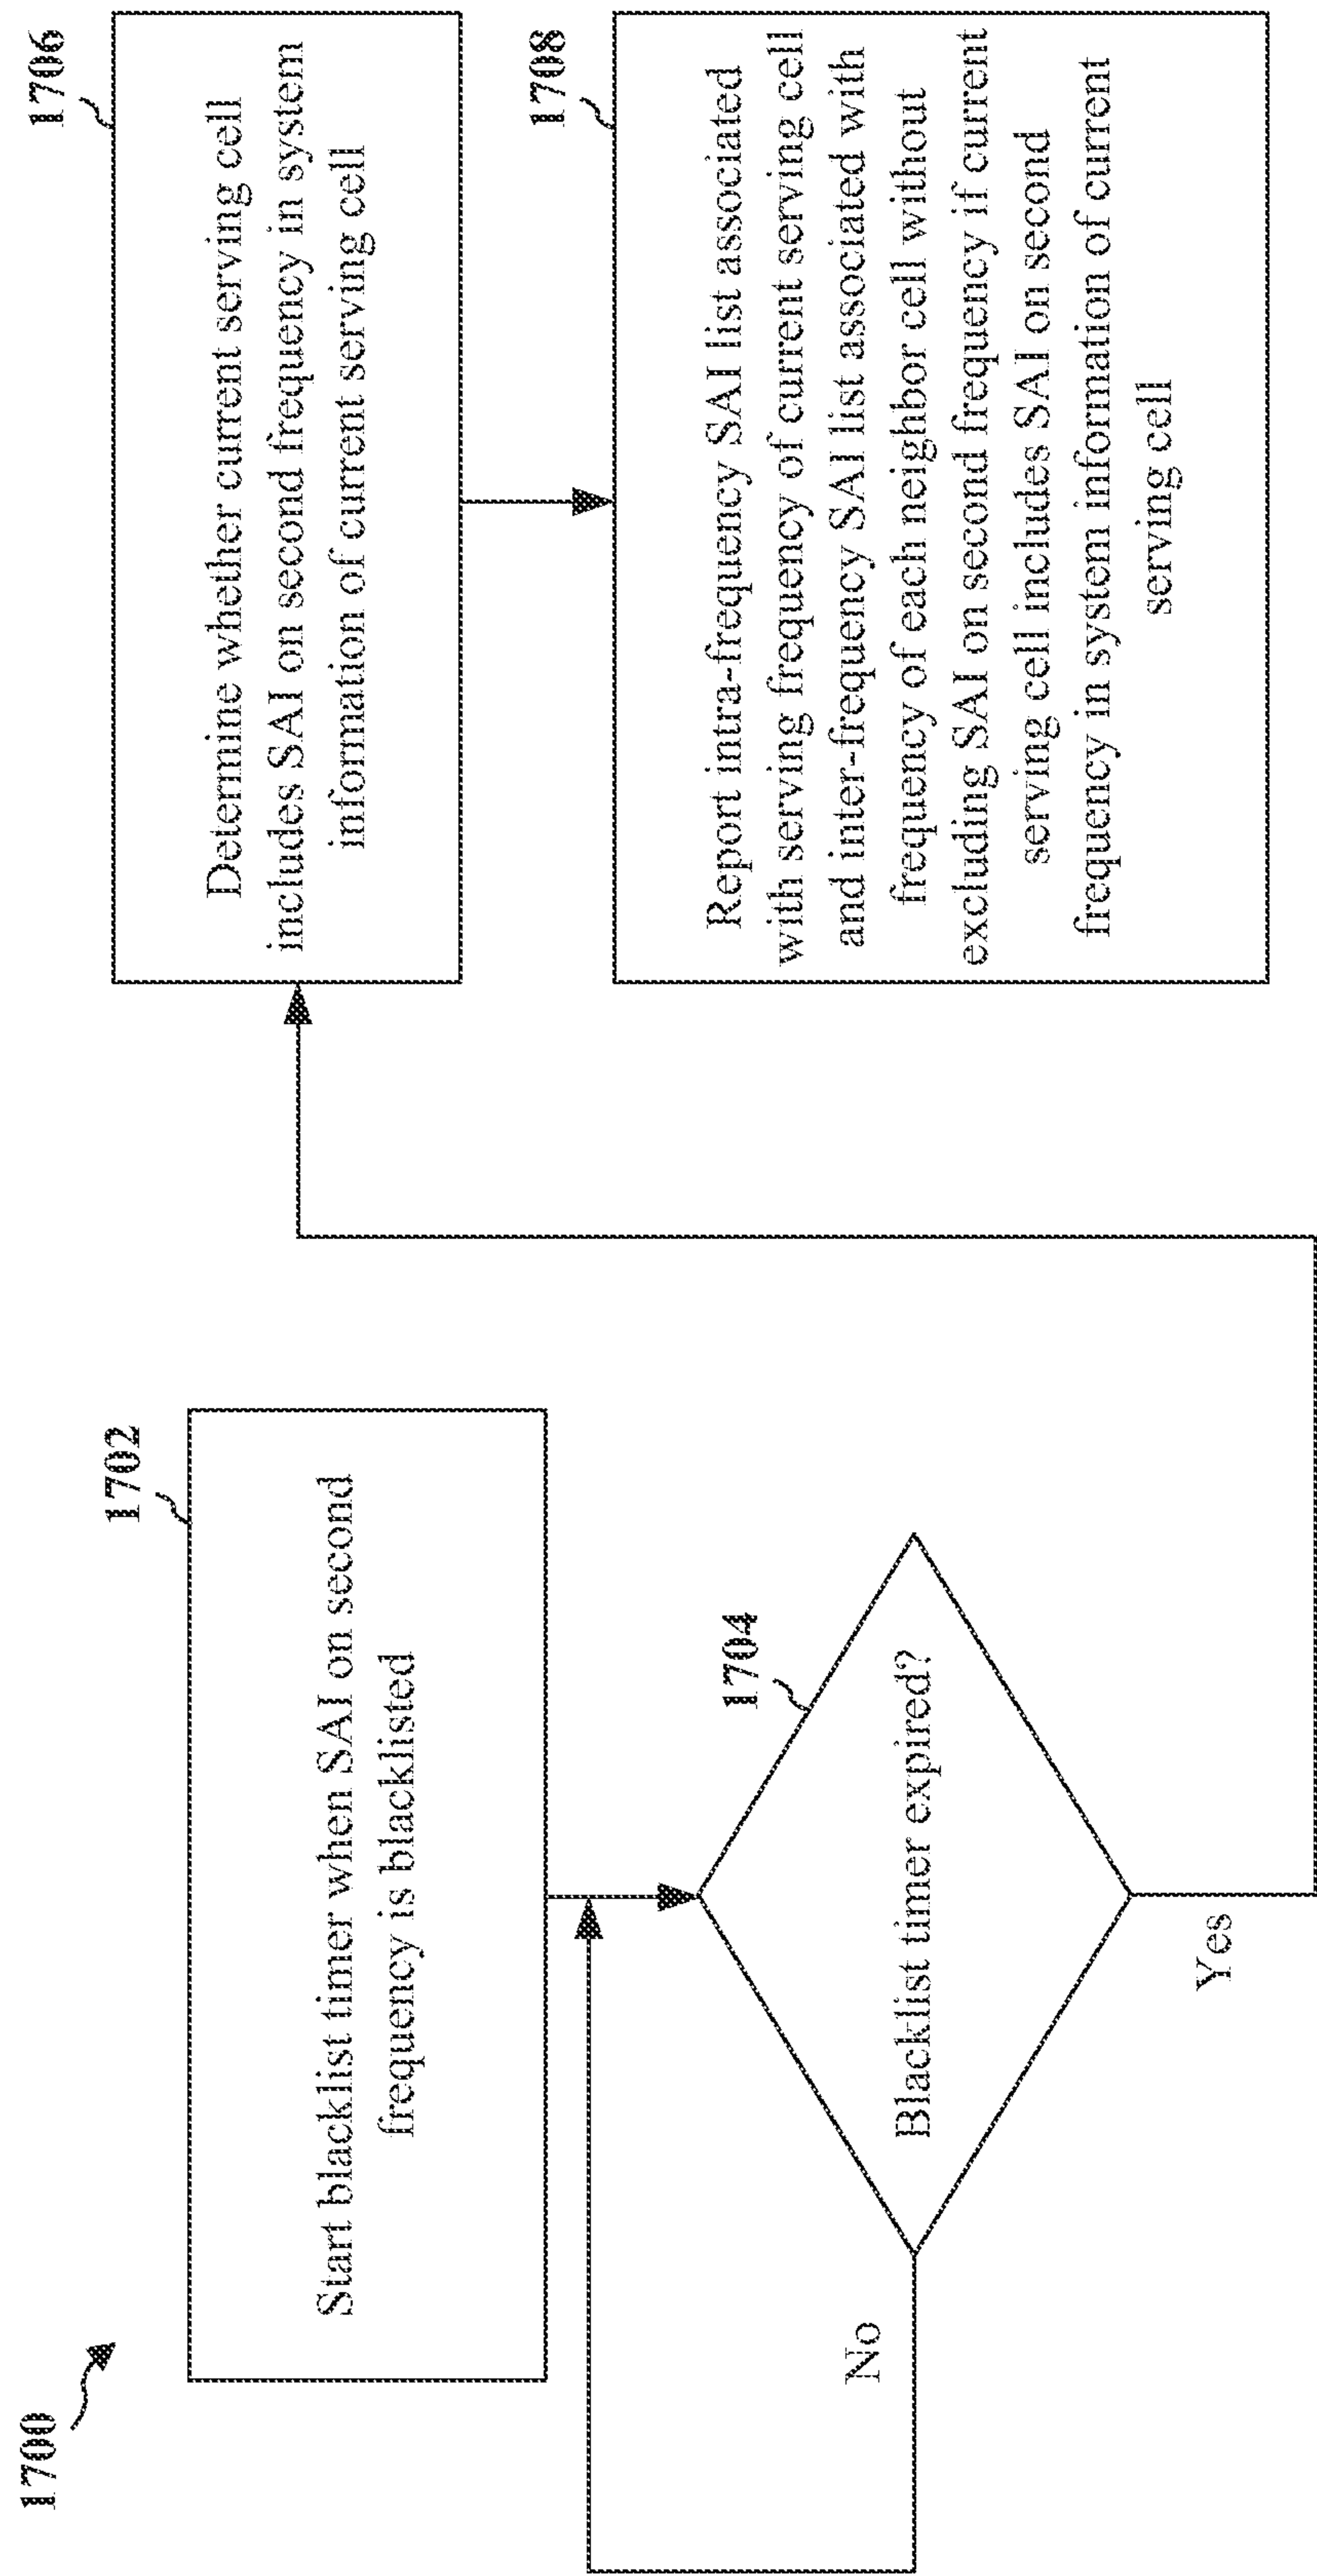 1700
1702
Start blacklist timer when SAI on second
frequency is blacklisted
1704
Blacklist timer expired?
No
Yes
1706
Determine whether current serving cell
includes SAI on second frequency in system
information of current serving cell
1708
Report intra-frequency SAI list associated
with serving frequency of current serving cell
and inter-frequency SAI list associated with
frequency of each neighbor cell without
excluding SAI on second frequency if current
serving cell includes SAI on second
frequency in system information of current
serving cell